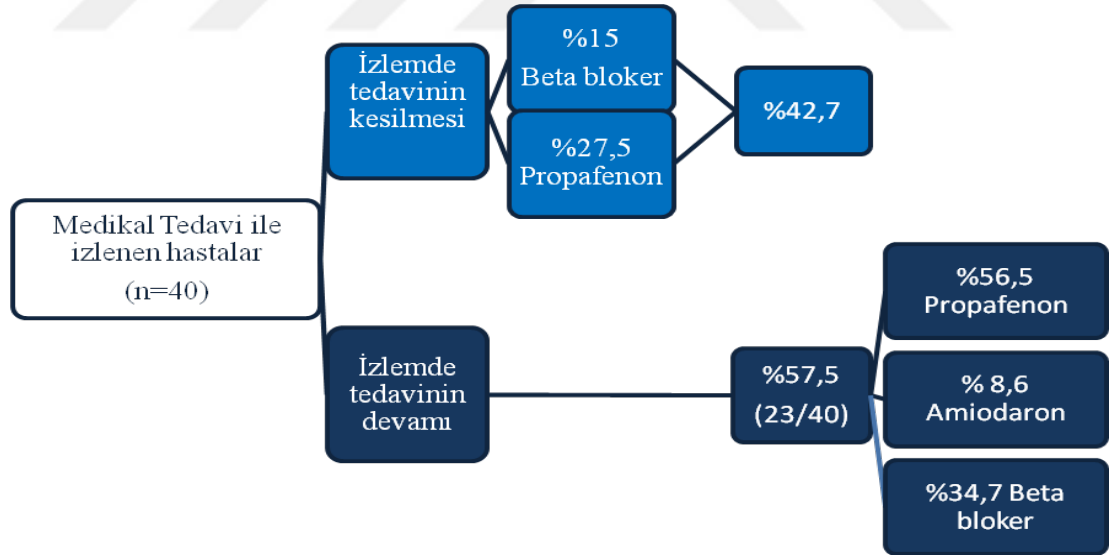 Medikal Tedavi ile
izlenen hastalar
(n=40)
İzlemde
tedavinin
kesilmesi
%15
Beta bloker
%27,5
Propafenon
%42,7
İzlemde
tedavinin
devamı
%57,5
(23/40)
%56,5
Propafenon
% 8,6
Amiodaron
%34,7 Beta
bloker